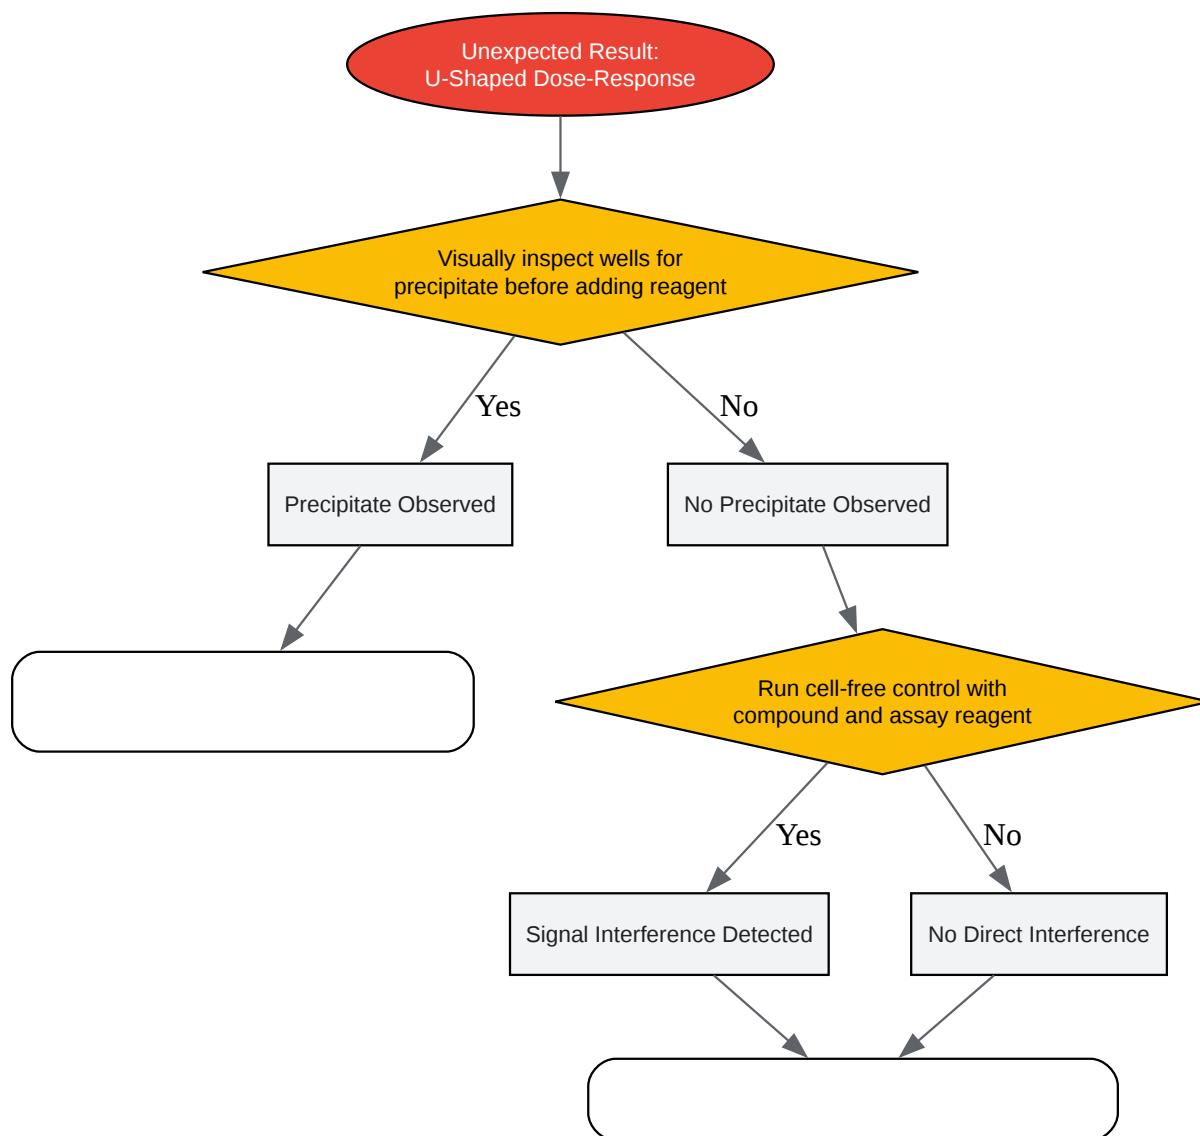 Unexpected Result:
U-Shaped Dose-Response
Visually inspect wells for
precipitate before adding reagent
Yes
No
Precipitate Observed
No Precipitate Observed
Run cell-free control with
compound and assay reagent
Yes
No
Signal Interference Detected
No Direct Interference